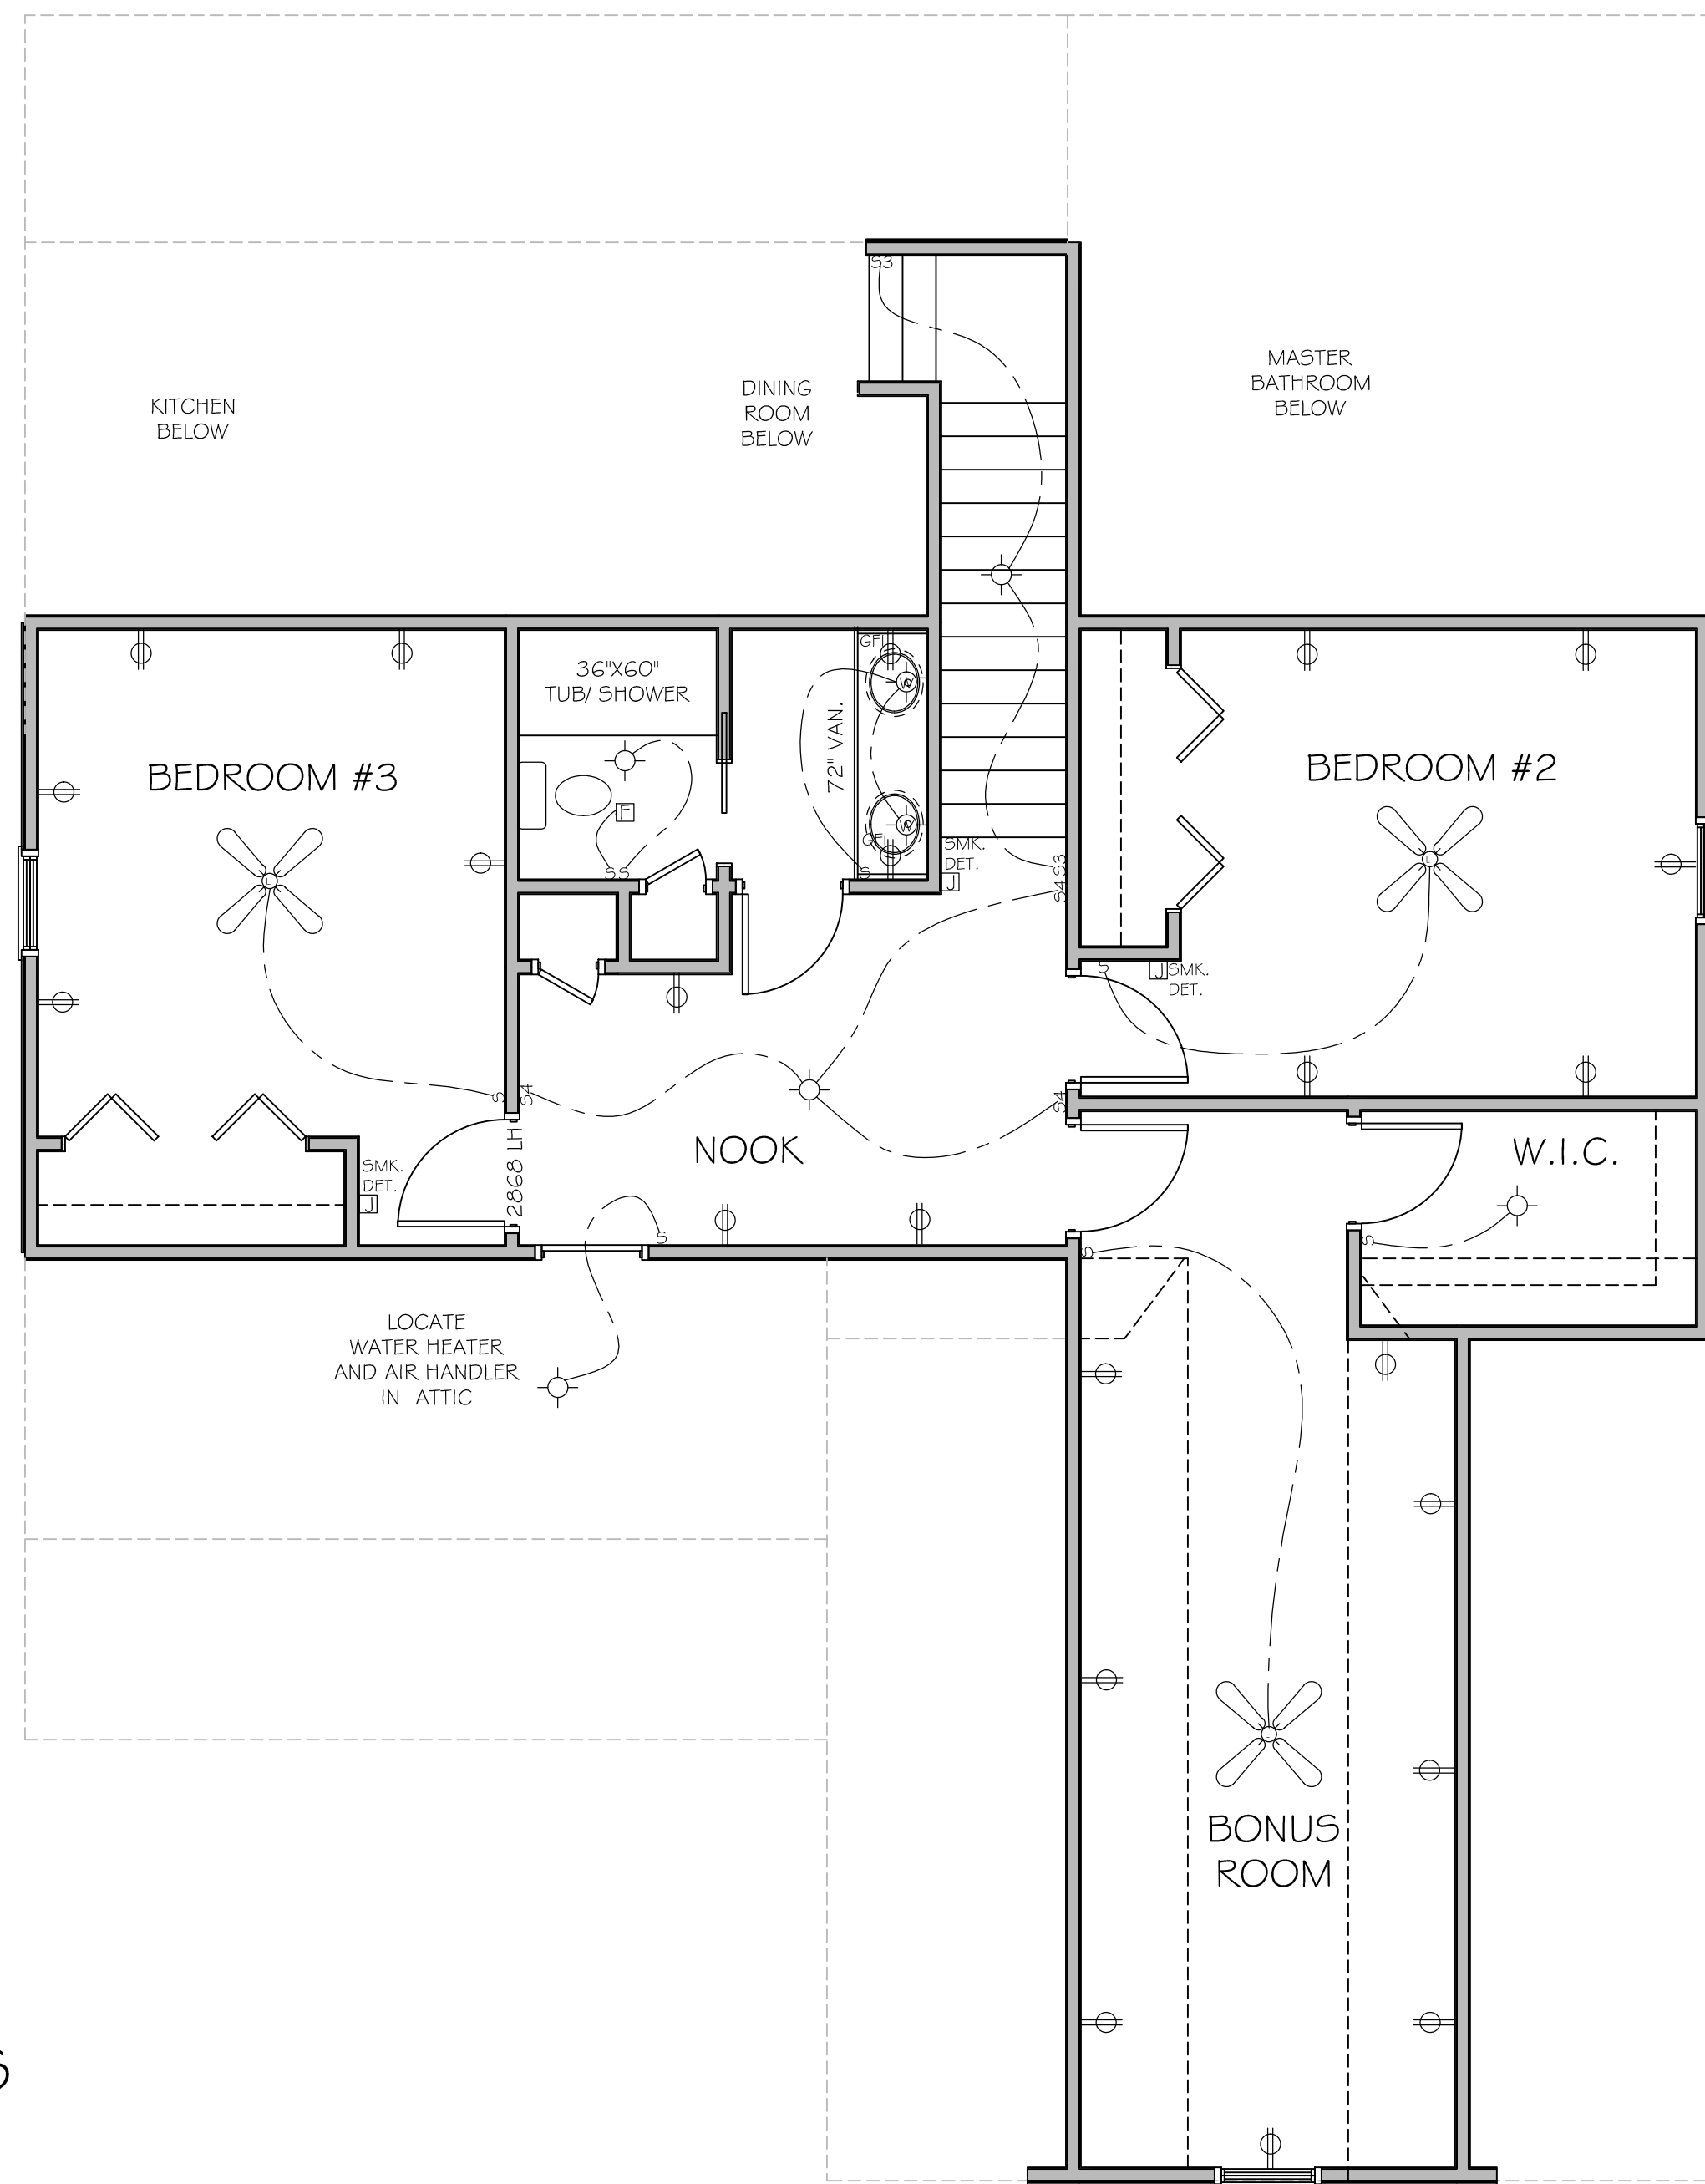 S3
MASTER
BATHROOM
BELOW
KITCHEN
BELOW
DINING
ROOM
BELOW
GFI
36"X60"
TUB/ SHOWER
W
72" VAN.
BEDROOM #3
BEDROOM #2
F
W
GFI
SMK.
DET.
J
S3
S4
L
L
S S
S
S
J
SMK.
DET.
S
S4
S4
NOOK
W.I.C.
2868 LH
SMK.
DET.
J
S
S
S
LOCATE
WATER HEATER
AND AIR HANDLER
IN ATTIC
L
BONUS
ROOM
S